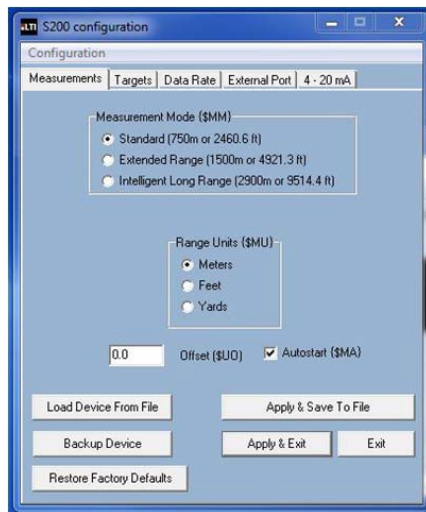 LTI S200 configuration
Configuration
Measurements Targets Data Rate External Port 4 - 20 mA
Measurement Mode ($MM)
Standard (750m or 2460.6 ft)
Extended Range (1500m or 4921.3 ft)
Intelligent Long Range (2900m or 9514.4 ft)
Range Units ($MU)
Meters
Feet
Yards
0.0 Offset ($UO) Autostart ($MA)
Load Device From File Apply & Save To File
Backup Device Apply & Exit Exit
Restore Factory Defaults